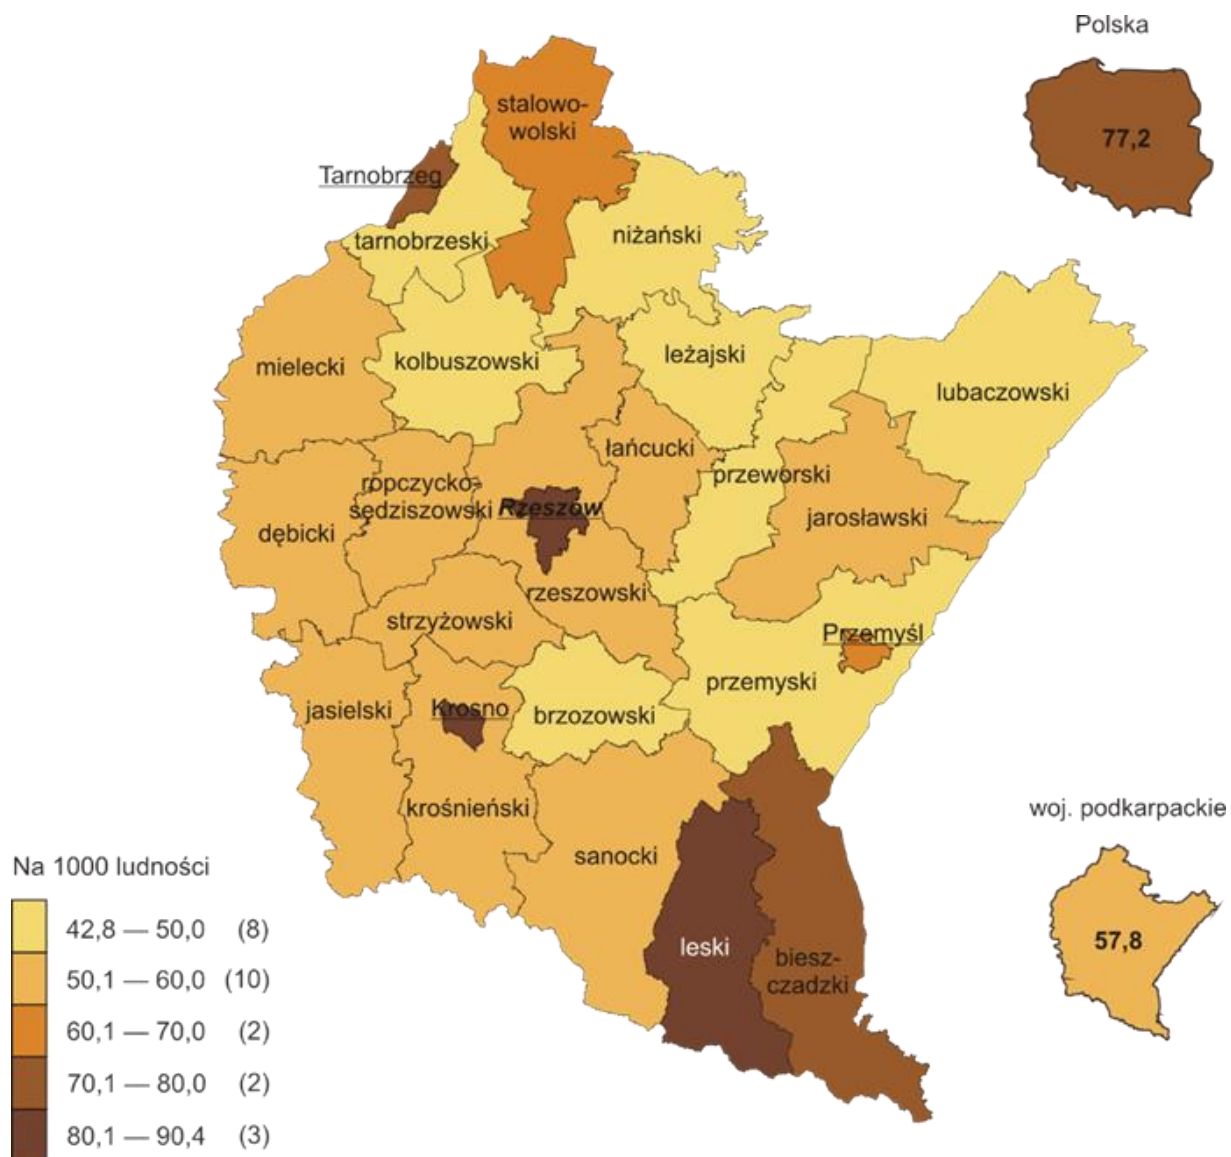 Polska
77,2
stalowo-
wolski
Tarnobrzeg
tarnobrzeski
niżański
mielecki
kolbuszowski
leżajski
lubaczowski
łańcucki
przeworski
ropczycko-
sędziszowski
Rzeszów
jarosławski
dębicki
rzeszowski
strzyżowski
Przemyśl
przemyski
jasielski
Krosno
brzozowski
krośnieński
sanocki
leski
biesz-
czadzki
woj. podkarpackie
57,8
Na 1000 ludności
42,8 — 50,0 (8)
50,1 — 60,0 (10)
60,1 — 70,0 (2)
70,1 — 80,0 (2)
80,1 — 90,4 (3)